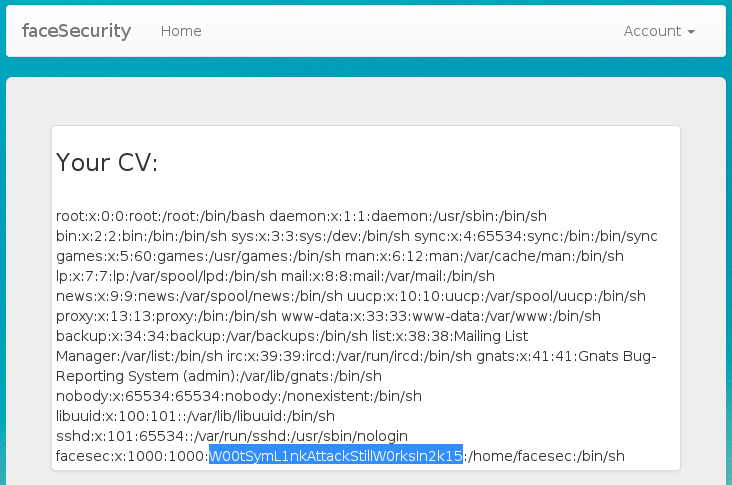 faceSecurity Home Account
Your CV:
root:x:0:0:root:/root:/bin/bash daemon:x:1:1:daemon:/usr/sbin:/bin/sh
bin:x:2:2:bin:/bin:/bin/sh sys:x:3:3:sys:/dev:/bin/sh sync:x:4:65534:sync:/bin:/bin/sync
games:x:5:60:games:/usr/games:/bin/sh man:x:6:12:man:/var/cache/man:/bin/sh
lp:x:7:7:lp:/var/spool/lpd:/bin/sh mail:x:8:8:mail:/var/mail:/bin/sh
news:x:9:9:news:/var/spool/news:/bin/sh uucp:x:10:10:uucp:/var/spool/uucp:/bin/sh
proxy:x:13:13:proxy:/bin:/bin/sh www-data:x:33:33:www-data:/var/www:/bin/sh
backup:x:34:34:backup:/var/backups:/bin/sh list:x:38:38:Mailing List
Manager:/var/list:/bin/sh irc:x:39:39:ircd:/var/run/ircd:/bin/sh gnats:x:41:41:Gnats Bug-
Reporting System (admin):/var/lib/gnats:/bin/sh
nobody:x:65534:65534:nobody:/nonexistent:/bin/sh
libuuid:x:100:101::/var/lib/libuuid:/bin/sh
sshd:x:101:65534::/var/run/sshd:/usr/sbin/nologin
facesec:x:1000:1000:W00tSymL1nkAttackStillW0rksIn2k15:/home/facesec:/bin/sh